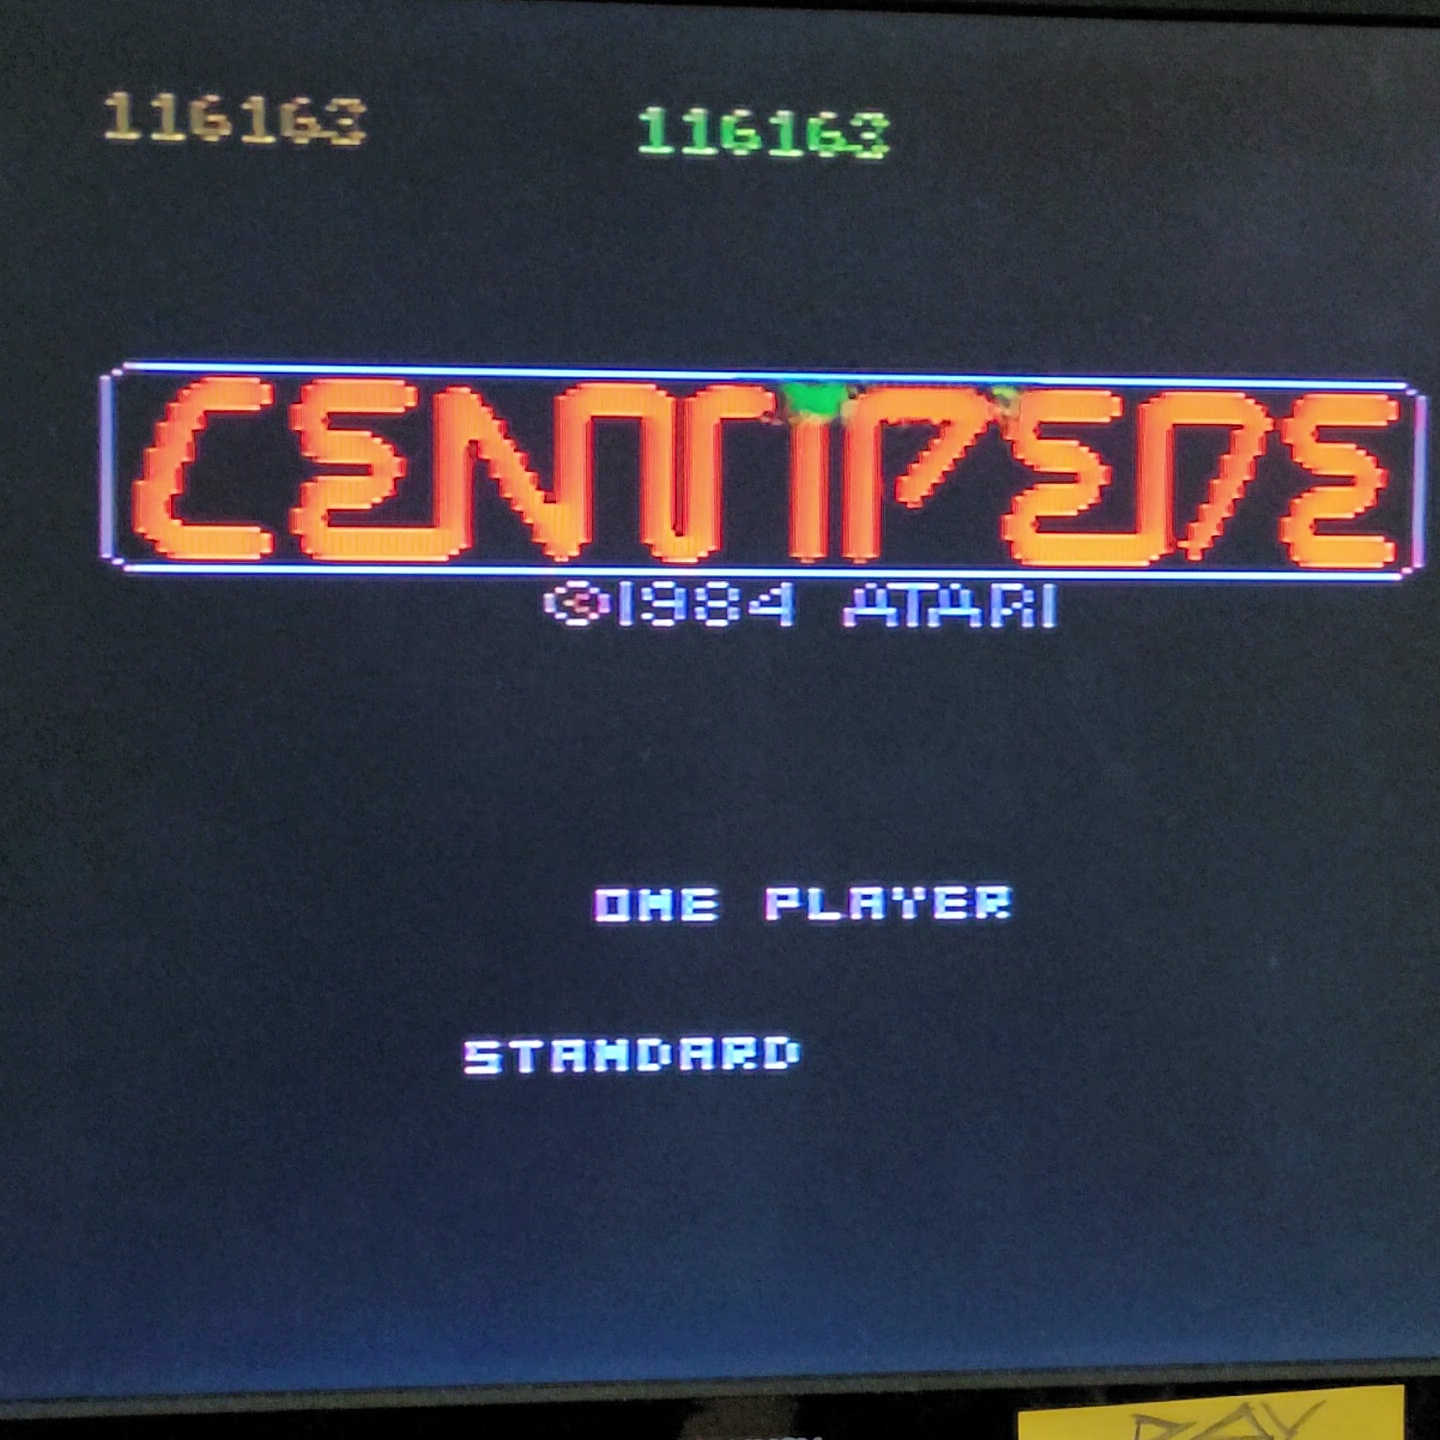 116163 116163
CENTIPEDE
©1984 ATARI
ONE PLAYER
STANDARD